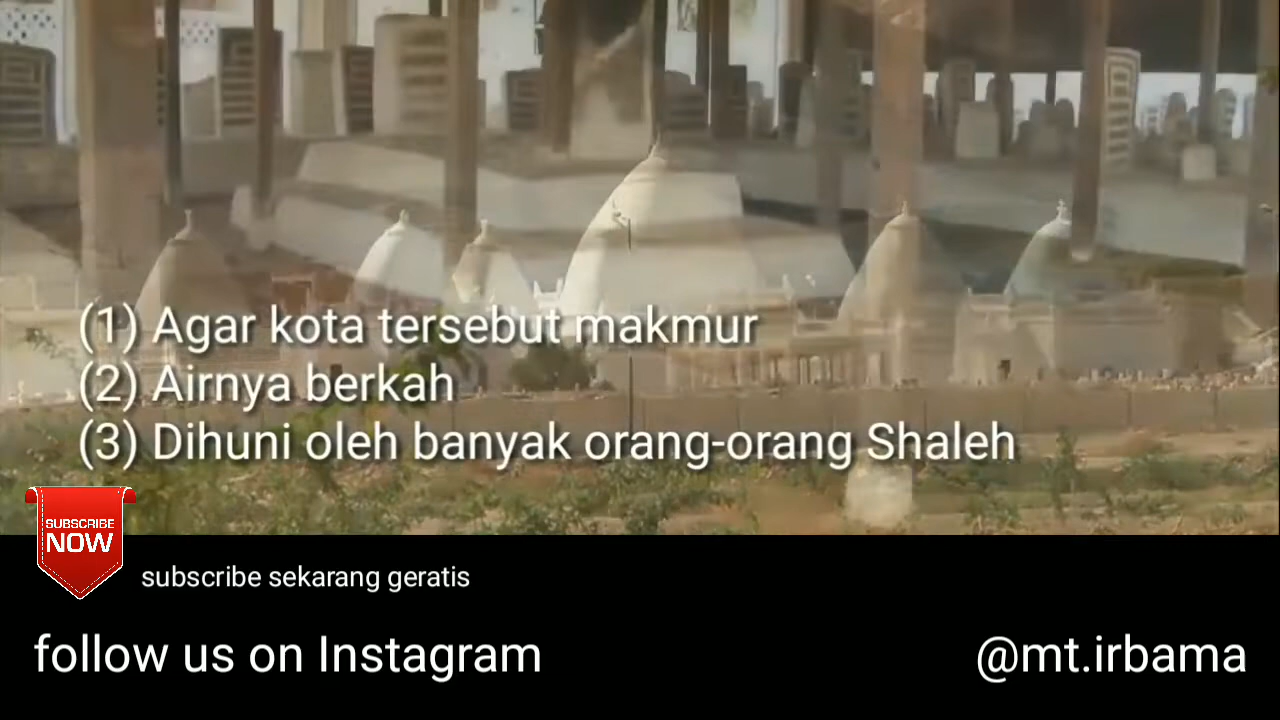 (1) Agar kota tersebut makmur
(2) Airnya berkah
(3) Dihuni oleh banyak orang-orang Shaleh
SUBSCRIBE
NOW
subscribe sekarang geratis
follow us on Instagram
@mt.irbama